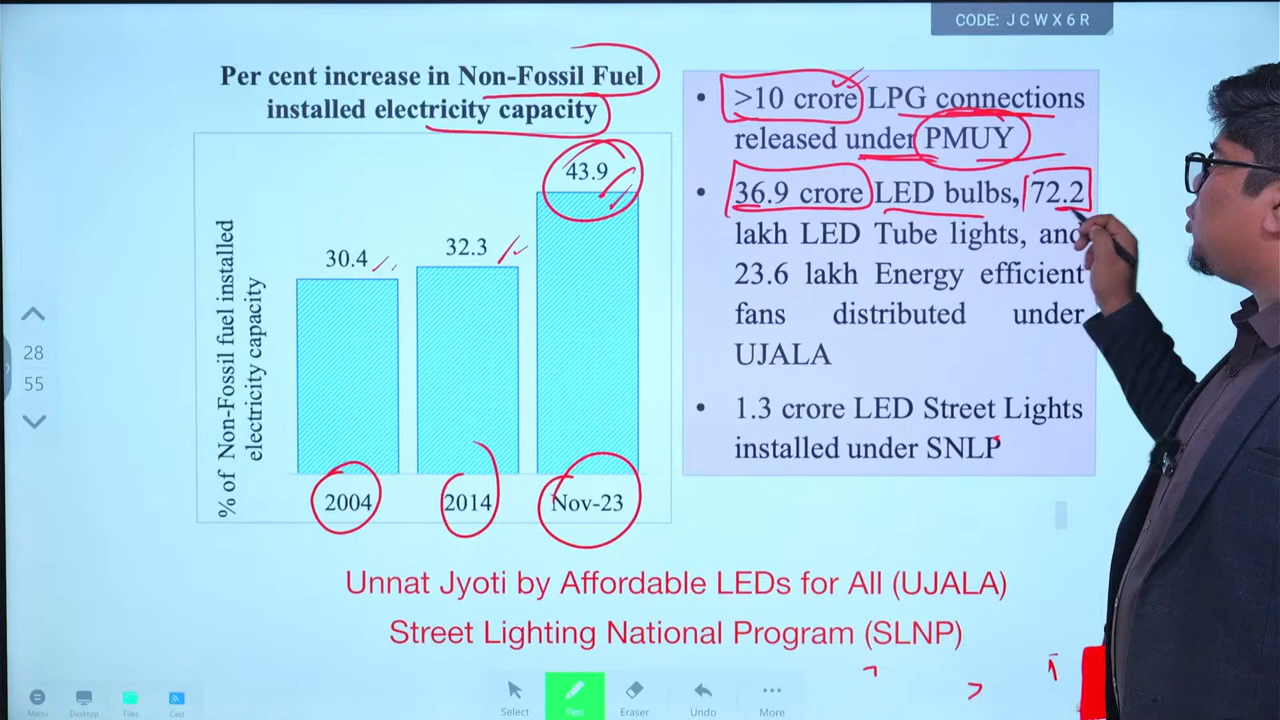 CODE: J C W X 6 R
Per cent increase in Non-Fossil Fuel
installed electricity capacity
% of Non-Fossil fuel installed
electricity capacity
30.4
32.3
43.9
2004
2014
Nov-23
• >10 crore LPG connections
released under PMUY
• 36.9 crore LED bulbs, 72.2
lakh LED Tube lights, and
23.6 lakh Energy efficient
fans distributed under
UJALA
• 1.3 crore LED Street Lights
installed under SNLP
28
55
Unnat Jyoti by Affordable LEDs for All (UJALA)
Street Lighting National Program (SLNP)
Menu
Desktop
Files
Cast
Select
Pen
Eraser
Undo
More